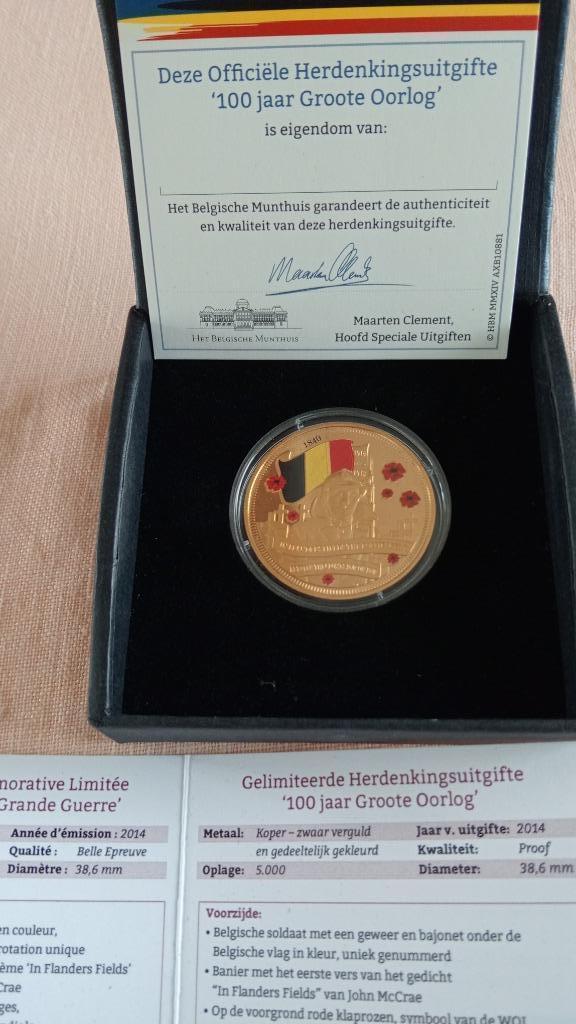 Deze Officiële Herdenkingsuitgifte
'100 jaar Groote Oorlog'
is eigendom van:
Het Belgische Munthuis garandeert de authenticiteit
en kwaliteit van deze herdenkingsuitgifte.
Maarten Clement,
Hoofd Speciale Uitgiften
HET BELGISCHE MUNTHUIS
© HBM MMXIV AXB10881
1840
morative Limitée
Grande Guerre'
Année d'émission : 2014
Qualité : Belle Epreuve
Diamètre : 38,6 mm
en couleur,
otation unique
ème 'In Flanders Fields'
Crae
ges,
Gelimiteerde Herdenkingsuitgifte
'100 jaar Groote Oorlog'
Metaal: Koper – zwaar verguld Jaar v. uitgifte: 2014
en gedeeltelijk gekleurd Kwaliteit: Proof
Oplage: 5.000 Diameter: 38,6 mm
Voorzijde:
• Belgische soldaat met een geweer en bajonet onder de
Belgische vlag in kleur, uniek genummerd
• Banier met het eerste vers van het gedicht
"In Flanders Fields" van John McCrae
• Op de voorgrond rode klaprozen, symbool van de WOI